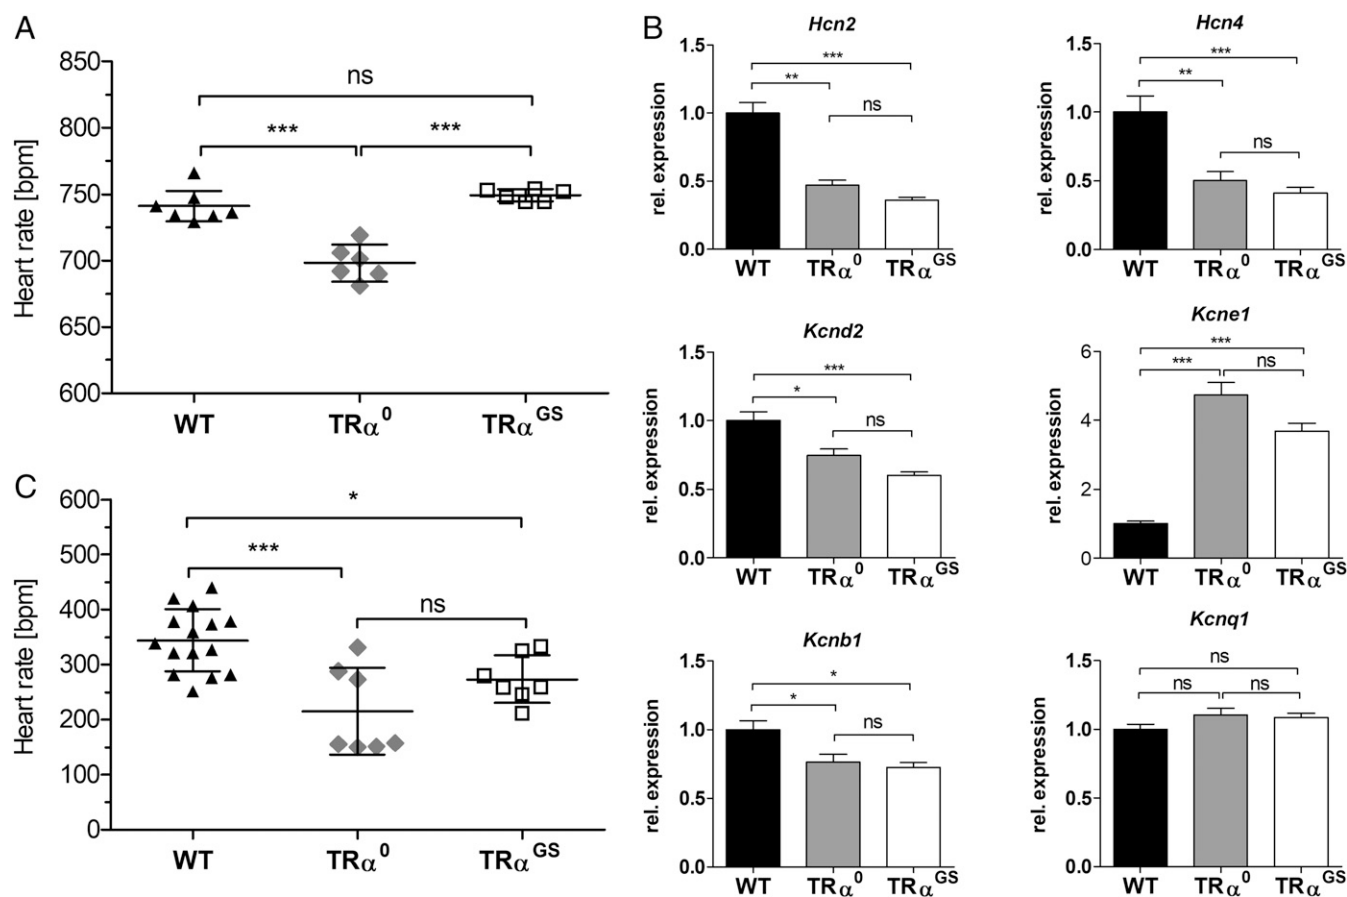 A
Heart rate [bpm]
850
800
750
700
650
600
ns
*** ***
WT TRα⁰ TRαGS
B
Hcn2
rel. expression
1.5
1.0
0.5
0.0
***
**
ns
WT TRα⁰ TRαGS
Hcn4
rel. expression
1.5
1.0
0.5
0.0
***
**
ns
WT TRα⁰ TRαGS
Kcnd2
rel. expression
1.5
1.0
0.5
0.0
***
*
ns
WT TRα⁰ TRαGS
Kcne1
rel. expression
6
4
2
0
***
*** ns
WT TRα⁰ TRαGS
C
Heart rate [bpm]
600
500
400
300
200
100
0
*
***
ns
WT TRα⁰ TRαGS
Kcnb1
rel. expression
1.5
1.0
0.5
0.0
*
*
ns
WT TRα⁰ TRαGS
Kcnq1
rel. expression
1.5
1.0
0.5
0.0
ns
ns ns
WT TRα⁰ TRαGS